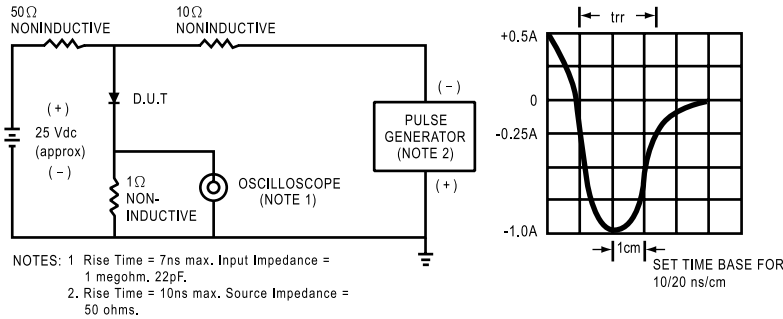 50Ω
NONINDUCTIVE
10Ω
NONINDUCTIVE
(+)
25 Vdc
(approx)
(-)
D.U.T
1Ω
NON-
INDUCTIVE
OSCILLOSCOPE
(NOTE 1)
(-)
PULSE
GENERATOR
(NOTE 2)
(+)
NOTES: 1 Rise Time = 7ns max. Input Impedance =
1 megohm. 22pF.
2. Rise Time = 10ns max. Source Impedance =
50 ohms.
trr
+0.5A
0
-0.25A
-1.0A
1cm
SET TIME BASE FOR
10/20 ns/cm